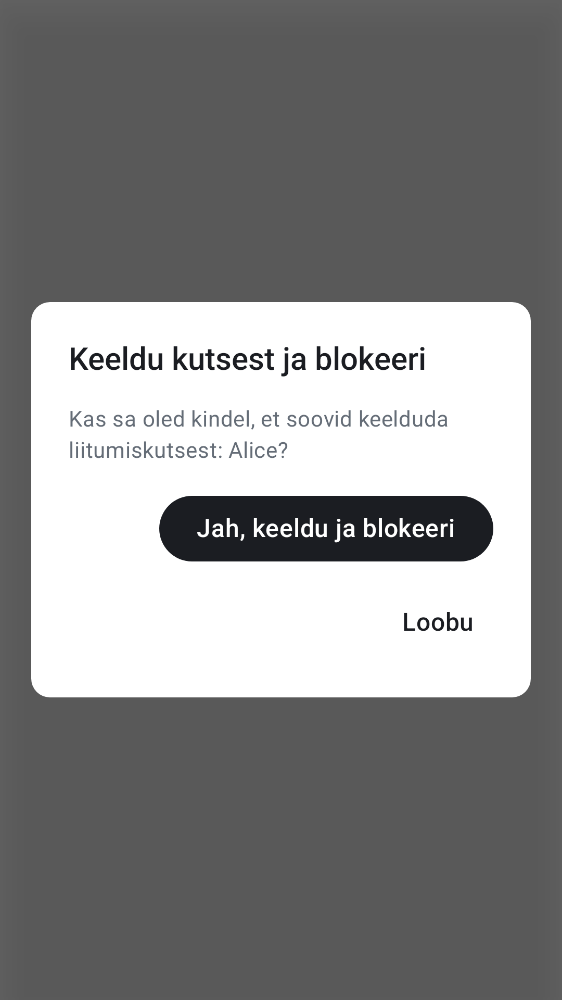 Keeldu kutsest ja blokeeri
Kas sa oled kindel, et soovid keelduda
liitumiskutsest: Alice?
Jah, keeldu ja blokeeri
Loobu